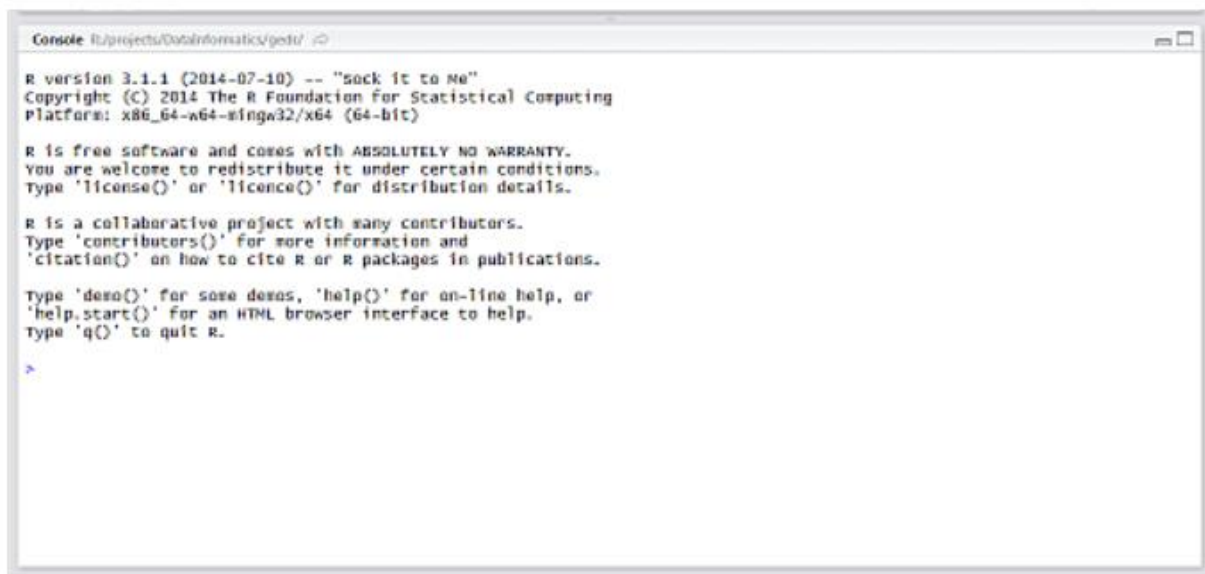 Console R:/projects/DataInformatics/gedt/
R version 3.1.1 (2014-07-10) -- "Sock it to Me"
Copyright (C) 2014 The R Foundation for Statistical Computing
Platform: x86_64-w64-mingw32/x64 (64-bit)
R is free software and comes with ABSOLUTELY NO WARRANTY.
You are welcome to redistribute it under certain conditions.
Type 'license()' or 'licence()' for distribution details.
R is a collaborative project with many contributors.
Type 'contributors()' for more information and
'citation()' on how to cite R or R packages in publications.
Type 'demo()' for some demos, 'help()' for on-line help, or
'help.start()' for an HTML browser interface to help.
Type 'q()' to quit R.
>